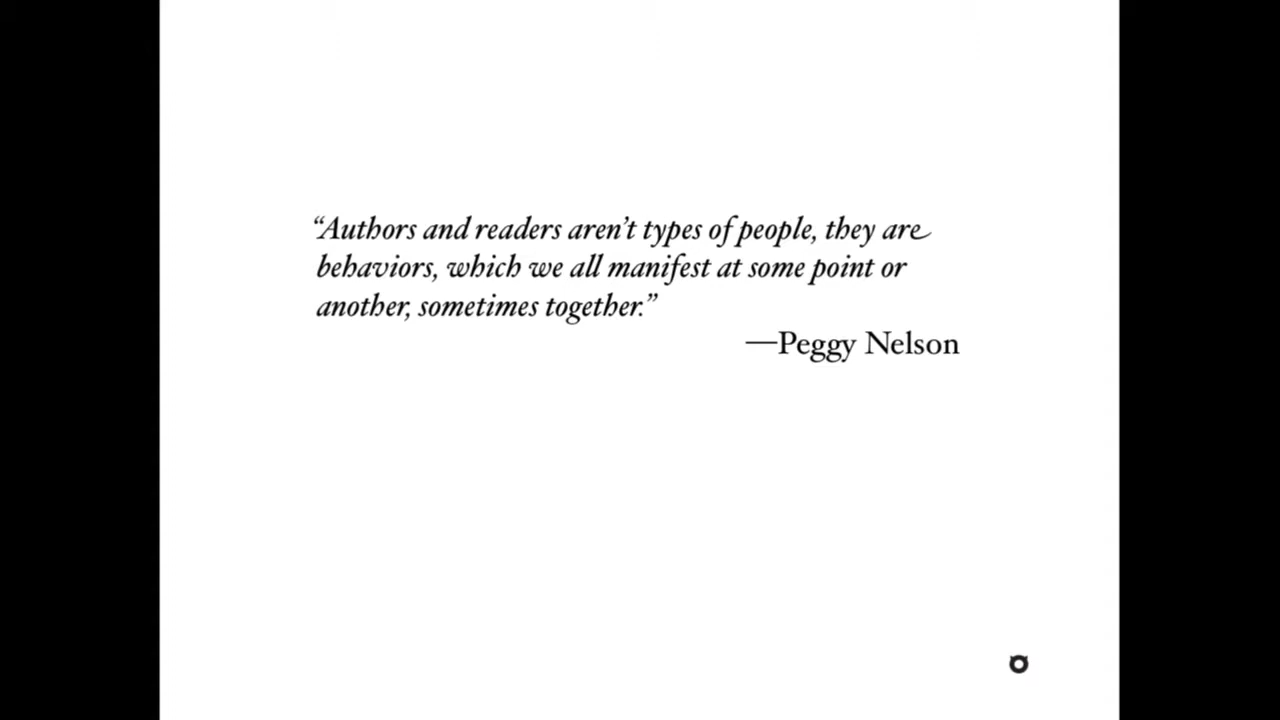 “Authors and readers aren’t types of people, they are
behaviors, which we all manifest at some point or
another, sometimes together.”
—Peggy Nelson